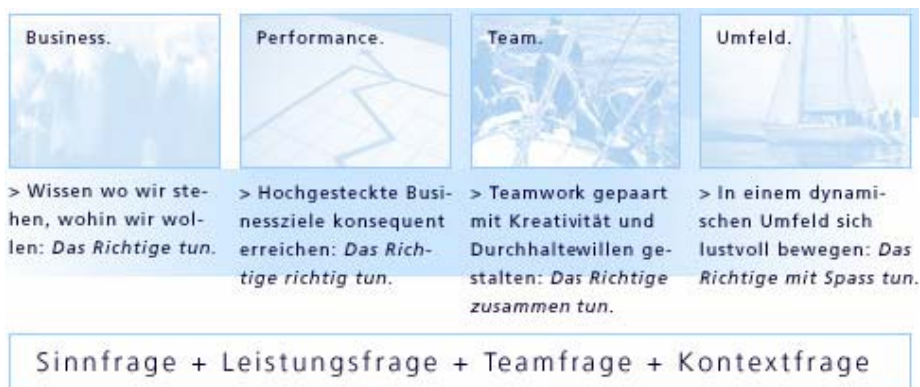 Business.
> Wissen wo wir ste-
hen, wohin wir wol-
len: Das Richtige tun.
Performance.
> Hochgesteckte Busi-
nessziele konsequent
erreichen: Das Rich-
tige richtig tun.
Team.
> Teamwork gepaart
mit Kreativität und
Durchhaltewillen ge-
stalten: Das Richtige
zusammen tun.
Umfeld.
> In einem dynami-
schen Umfeld sich
lustvoll bewegen: Das
Richtige mit Spass tun.
Sinnfrage + Leistungsfrage + Teamfrage + Kontextfrage